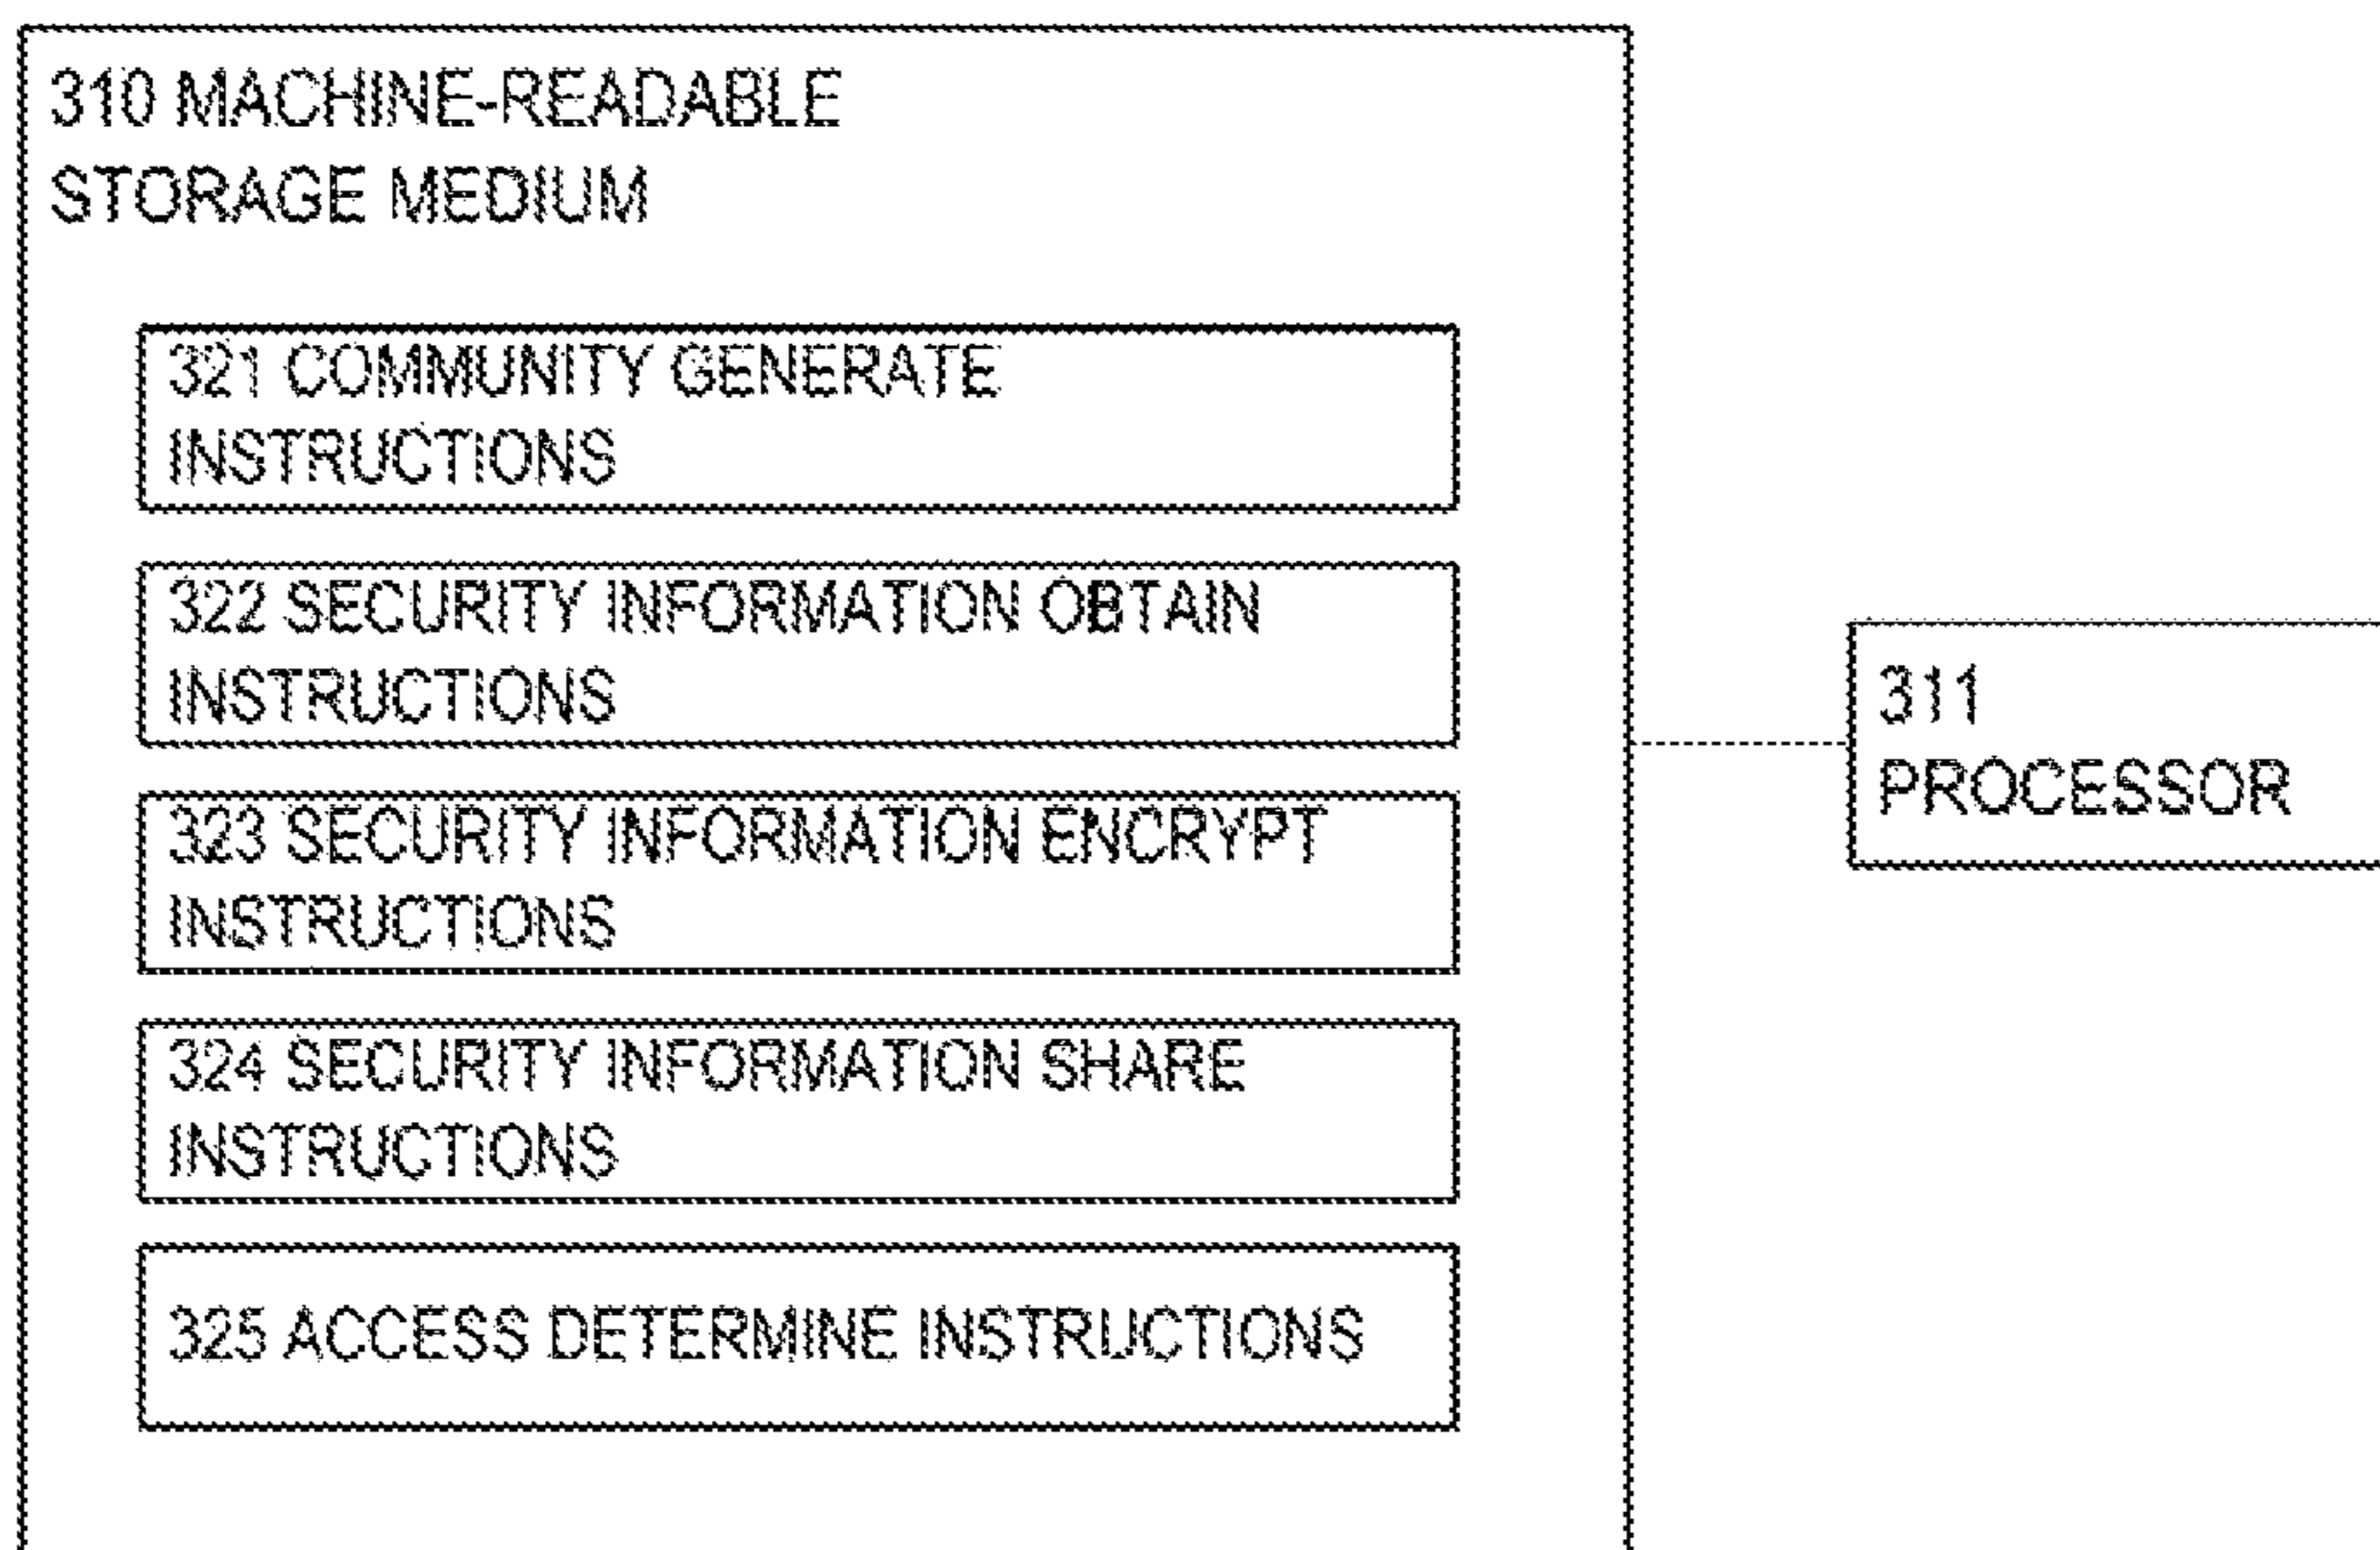 310 MACHINE-READABLE
STORAGE MEDIUM
321 COMMUNITY GENERATE
INSTRUCTIONS
322 SECURITY INFORMATION OBTAIN
INSTRUCTIONS
323 SECURITY INFORMATION ENCRYPT
INSTRUCTIONS
324 SECURITY INFORMATION SHARE
INSTRUCTIONS
325 ACCESS DETERMINE INSTRUCTIONS
311
PROCESSOR